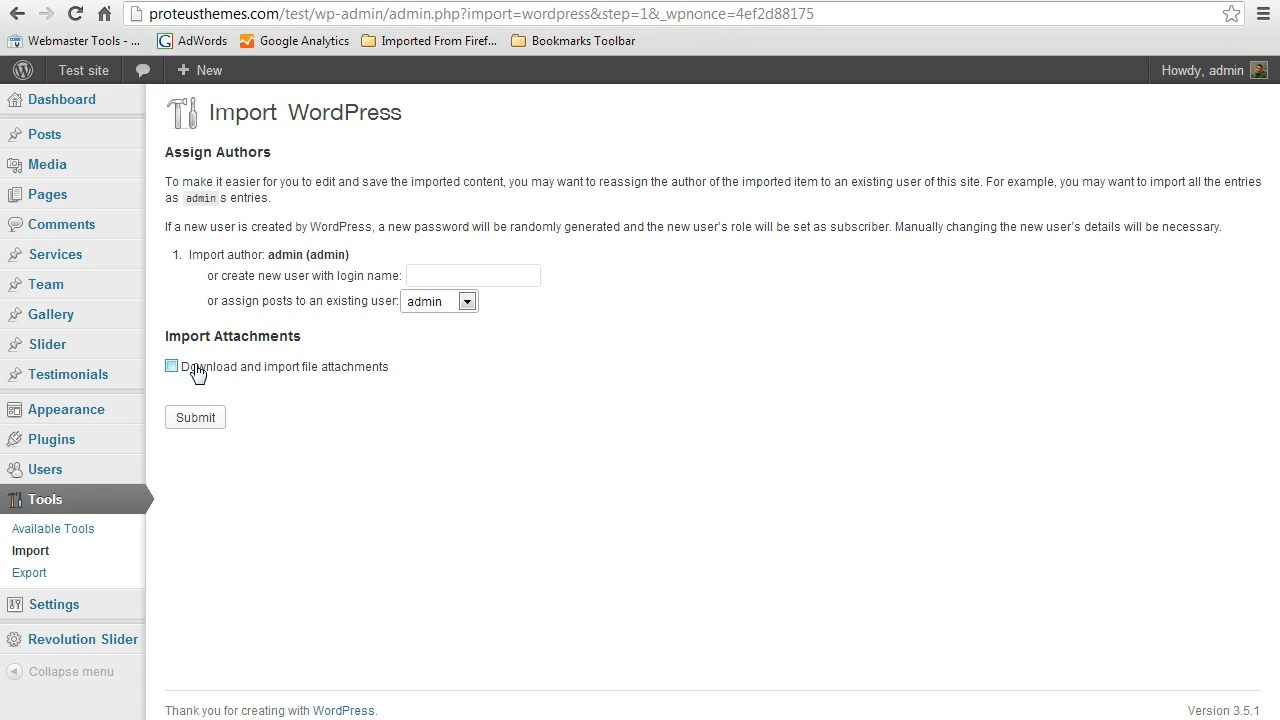 proteusthemes.com/test/wp-admin/admin.php?import=wordpress&step=1&_wpnonce=4ef2d88175
Webmaster Tools - ... AdWords Google Analytics Imported From Firef... Bookmarks Toolbar
Test site + New Howdy, admin
Dashboard
Posts
Media
Pages
Comments
Services
Team
Gallery
Slider
Testimonials
Appearance
Plugins
Users
Tools
Available Tools
Import
Export
Settings
Revolution Slider
Collapse menu
Import WordPress
Assign Authors
To make it easier for you to edit and save the imported content, you may want to reassign the author of the imported item to an existing user of this site. For example, you may want to import all the entries
as admin s entries.
If a new user is created by WordPress, a new password will be randomly generated and the new user's role will be set as subscriber. Manually changing the new user's details will be necessary.
1. Import author: admin (admin)
or create new user with login name:
or assign posts to an existing user: admin
Import Attachments
Download and import file attachments
Submit
Thank you for creating with WordPress.
Version 3.5.1